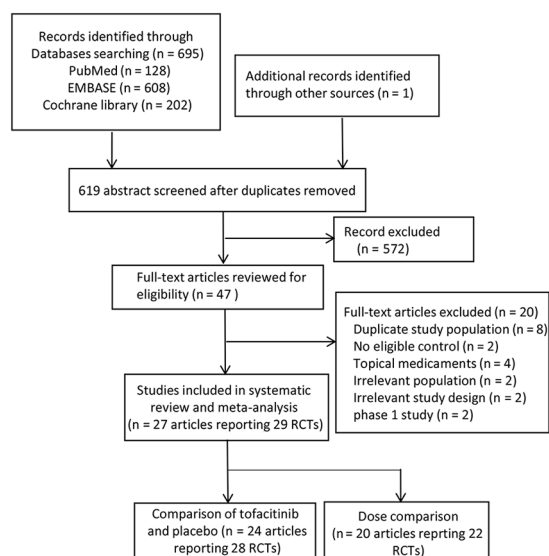 Records identified through
Databases searching (n = 695)
PubMed (n = 128)
EMBASE (n = 608)
Cochrane library (n = 202)
Additional records identified
through other sources (n = 1)
619 abstract screened after duplicates removed
Record excluded
(n = 572)
Full-text articles reviewed for
eligibility (n = 47 )
Full-text articles excluded (n = 20)
Duplicate study population (n = 8)
No eligible control (n = 2)
Topical medicaments (n = 4)
Irrelevant population (n = 2)
Irrelevant study design (n = 2)
phase 1 study (n = 2)
Studies included in systematic
review and meta-analysis
(n = 27 articles reporting 29 RCTs)
Comparison of tofacitinib
and placebo (n = 24 articles
reporting 28 RCTs)
Dose comparison
(n = 20 articles reprting 22
RCTs)